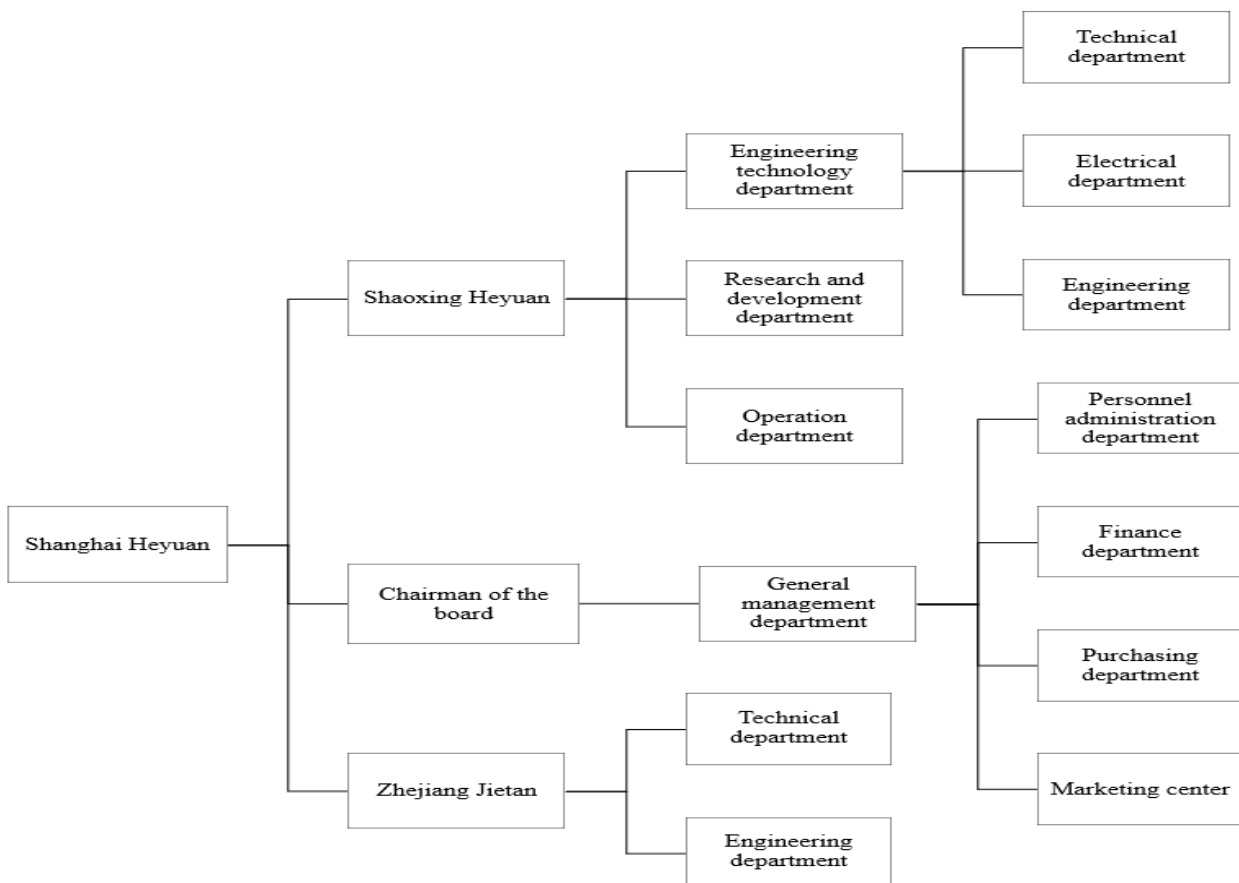 Technical
department
Engineering
technology
department
Electrical
department
Shaoxing Heyuan
Research and
development
department
Engineering
department
Operation
department
Personnel
administration
department
Shanghai Heyuan
Finance
department
Chairman of the
board
General
management
department
Purchasing
department
Technical
department
Zhejiang Jietan
Marketing center
Engineering
department